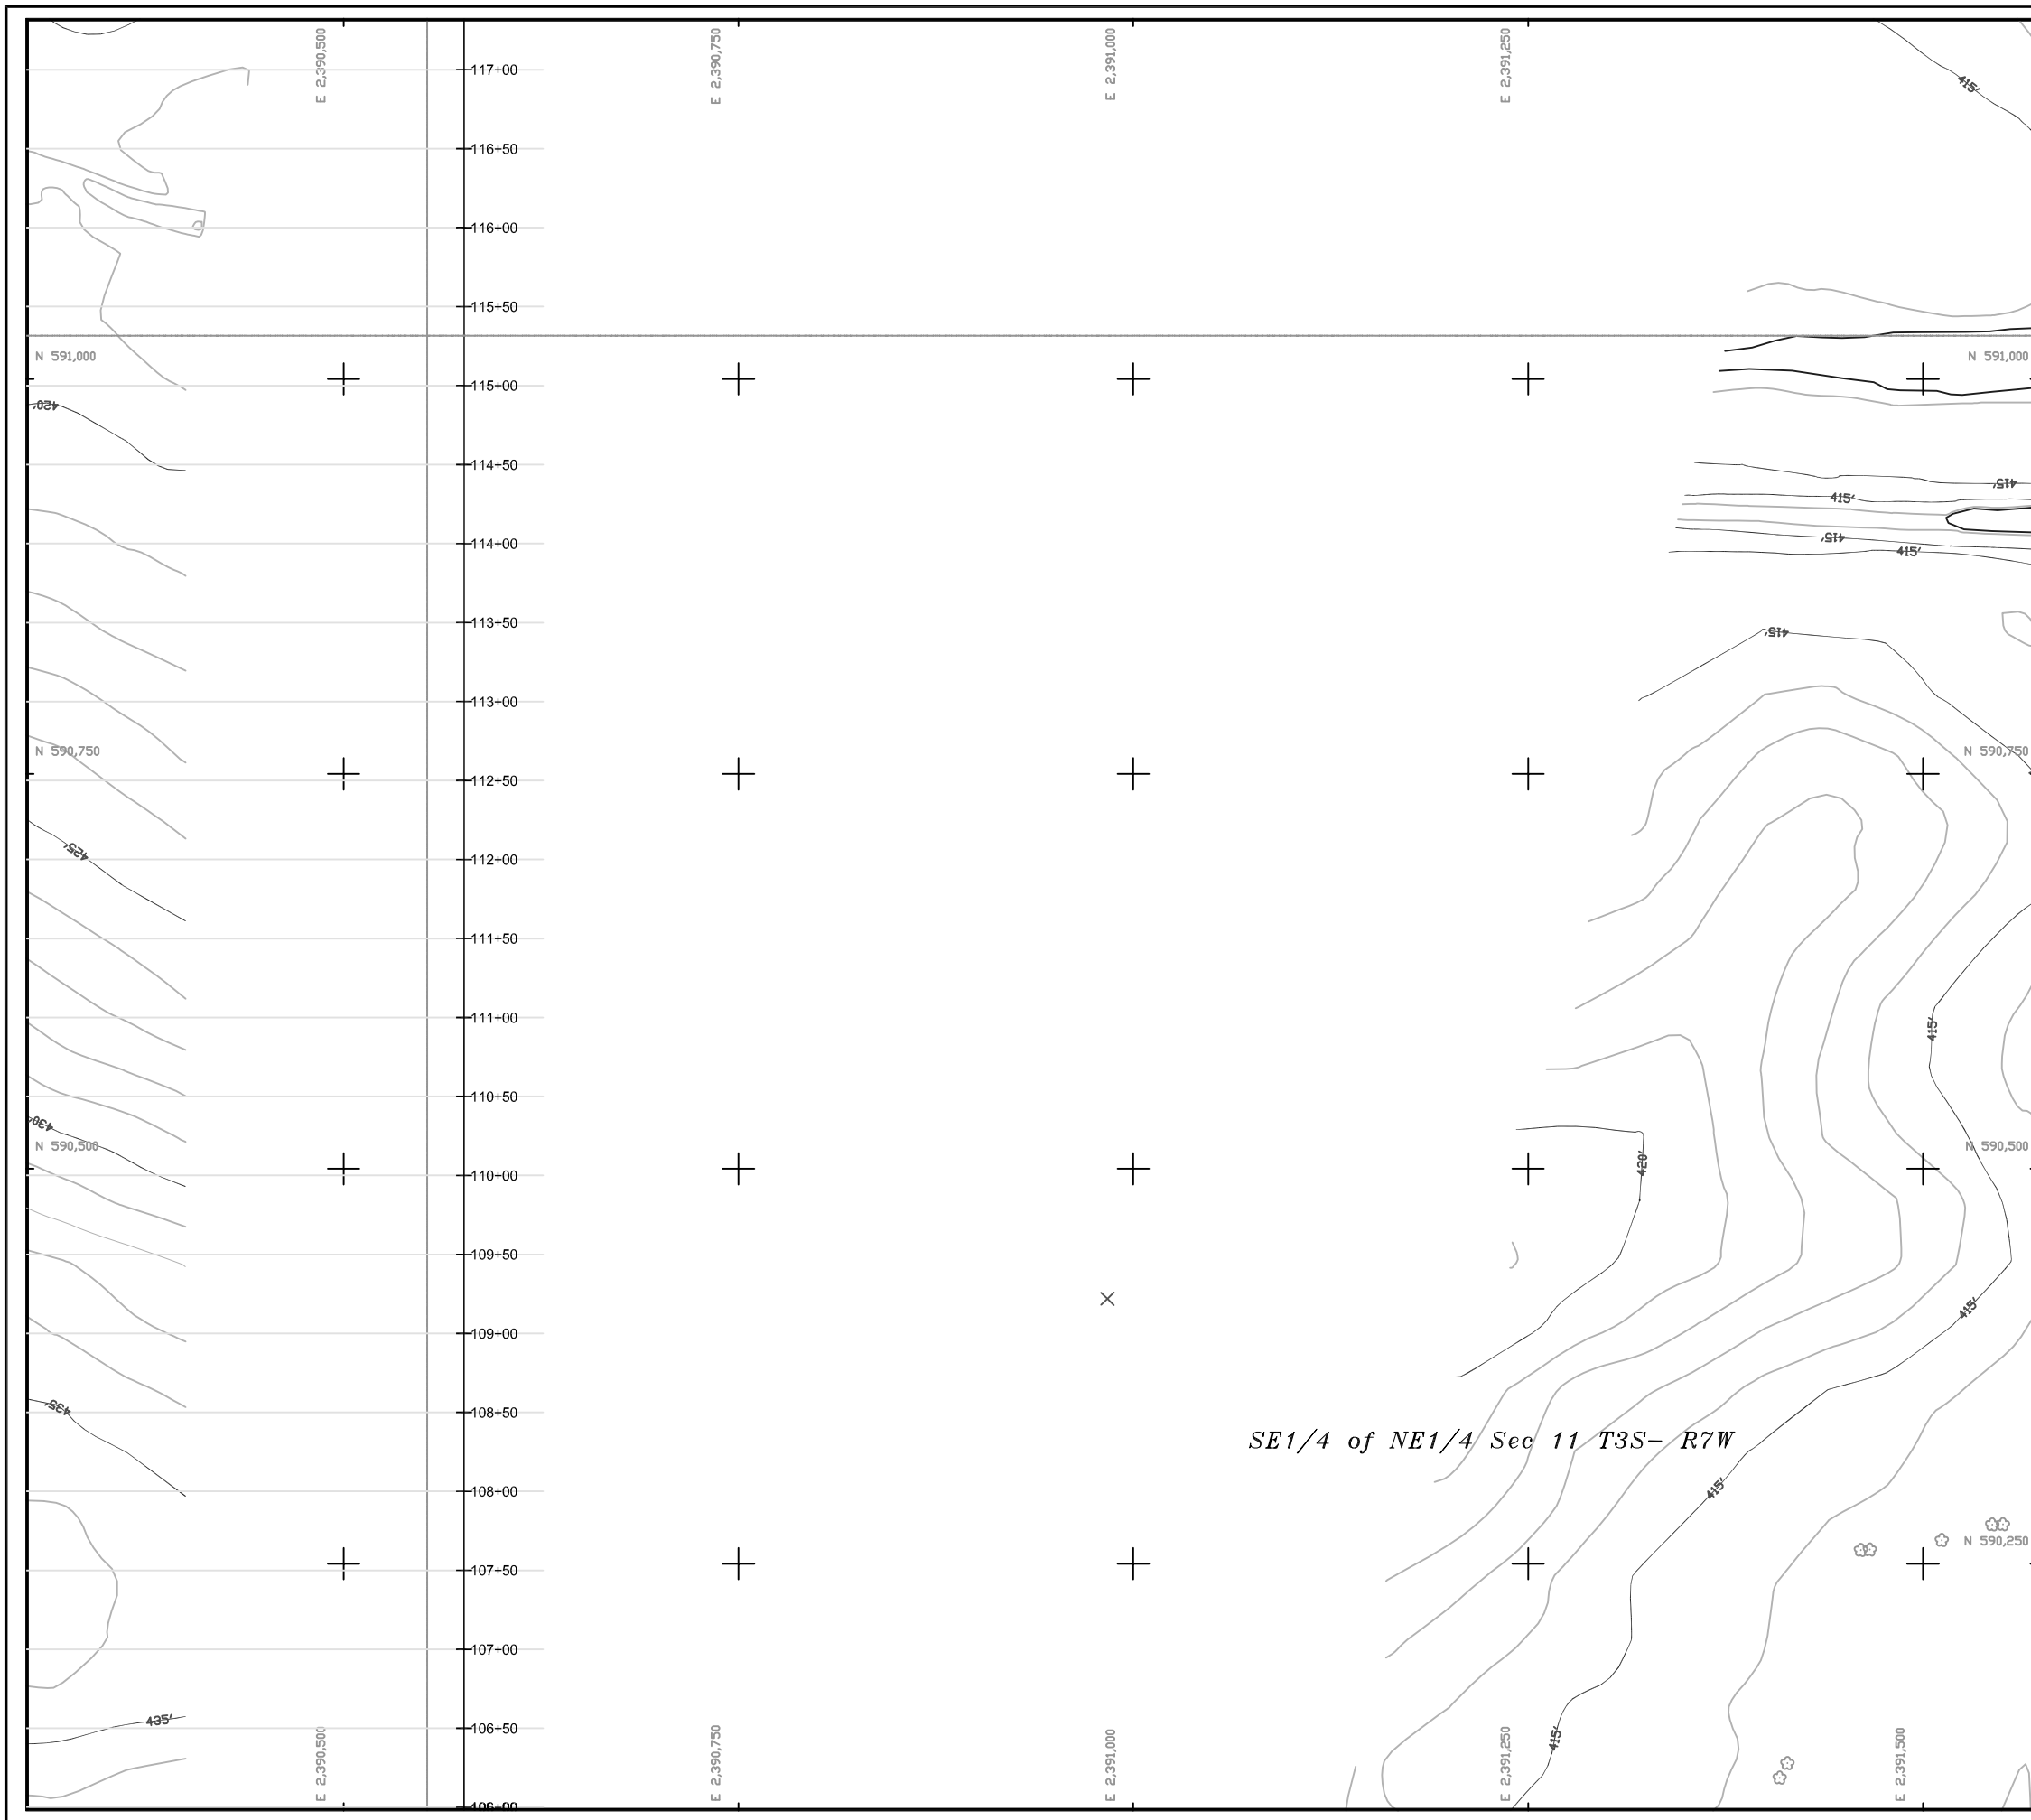 E 2,390,500
E 2,390,750
E 2,391,000
E 2,391,250
117+00
415'
116+50
116+00
115+50
N 591,000
N 591,000
115+00
420'
114+50
415'
415'
114+00
415'
415'
113+50
415'
113+00
N 590,750
N 590,750
112+50
425'
112+00
111+50
111+00
415'
110+50
430'
N 590,500
N 590,500
420'
110+00
109+50
415'
109+00
435'
108+50
SE1/4 of NE1/4 Sec 11 T3S- R7W
108+00
415'
N 590,250
107+50
107+00
435'
106+50
415'
E 2,390,500
E 2,390,750
E 2,391,000
E 2,391,250
E 2,391,500
106+00